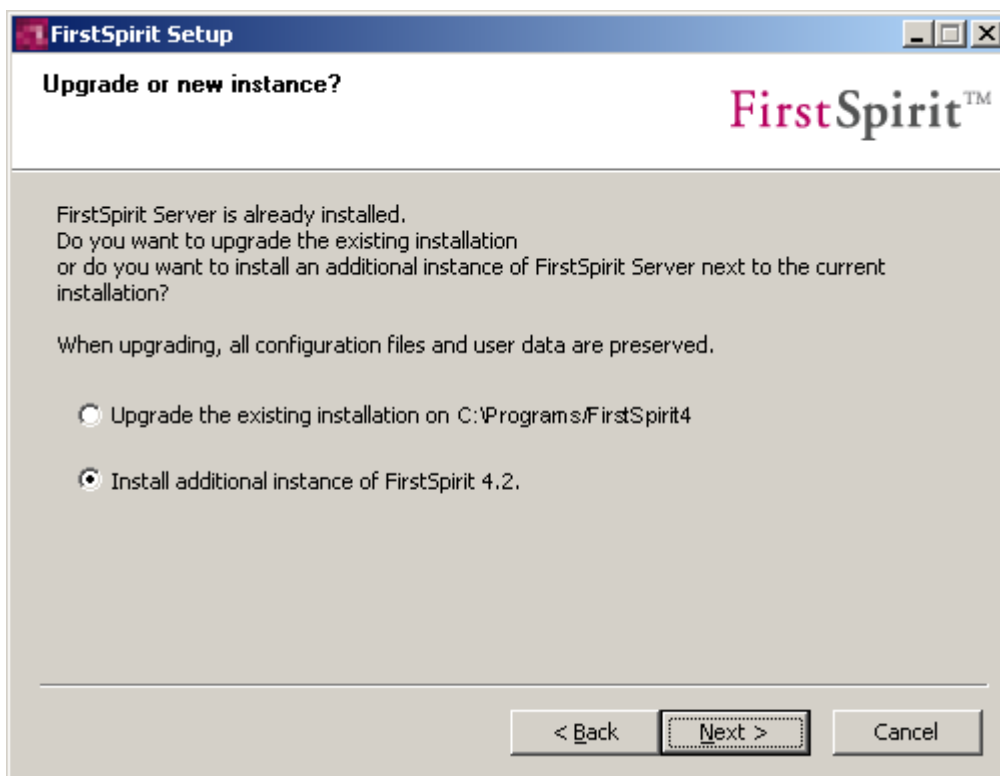 FirstSpirit Setup
Upgrade or new instance?
FirstSpirit™
FirstSpirit Server is already installed.
Do you want to upgrade the existing installation
or do you want to install an additional instance of FirstSpirit Server next to the current
installation?
When upgrading, all configuration files and user data are preserved.
Upgrade the existing installation on C:\Programs/FirstSpirit4
Install additional instance of FirstSpirit 4.2.
< Back
Next >
Cancel